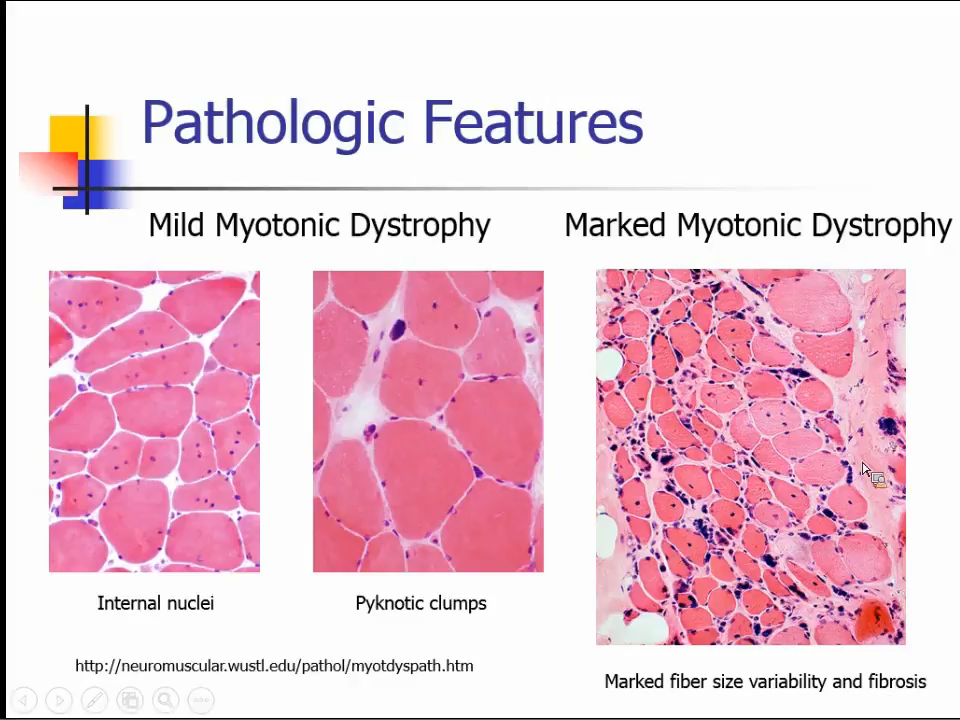 Pathologic Features
Mild Myotonic Dystrophy
Marked Myotonic Dystrophy
Internal nuclei
Pyknotic clumps
http://neuromuscular.wustl.edu/pathol/myotdyspath.htm
Marked fiber size variability and fibrosis